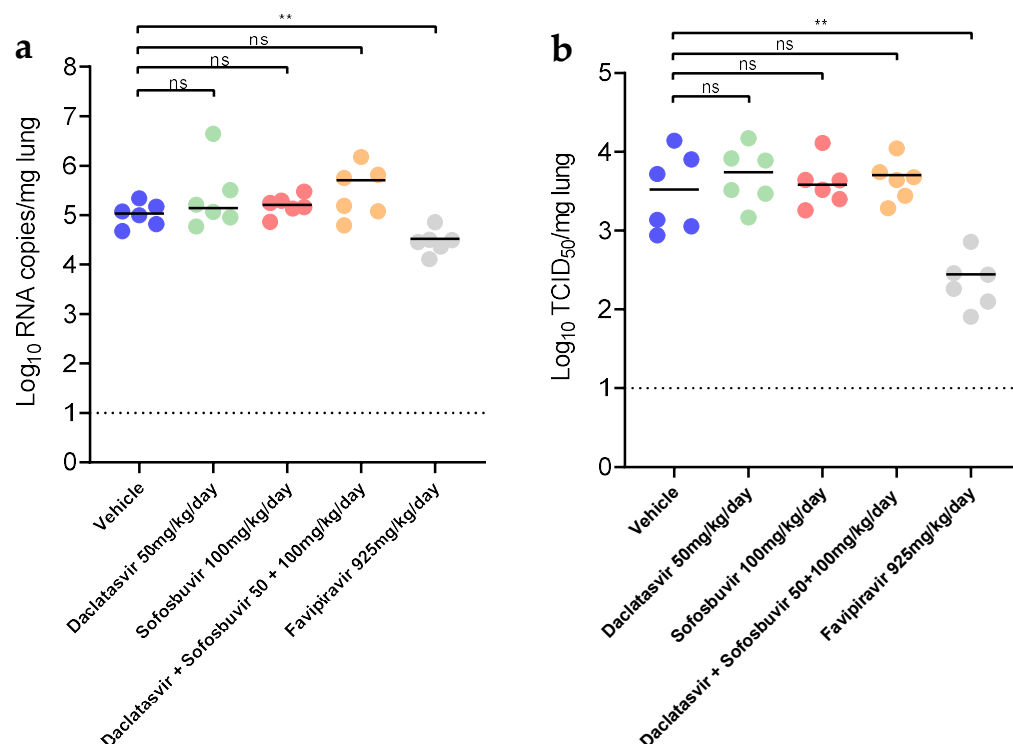 a
**
ns
ns
ns
Log10 RNA copies/mg lung
8
7
6
5
4
3
2
1
0
Vehicle
Daclatasvir 50mg/kg/day
Sofosbuvir 100mg/kg/day
Daclatasvir + Sofosbuvir 50 + 100mg/kg/day
Favipiravir 925mg/kg/day
b
**
ns
ns
ns
Log10 TCID50/mg lung
5
4
3
2
1
0
Vehicle
Daclatasvir 50mg/kg/day
Sofosbuvir 100mg/kg/day
Daclatasvir + Sofosbuvir 50+100mg/kg/day
Favipiravir 925mg/kg/day